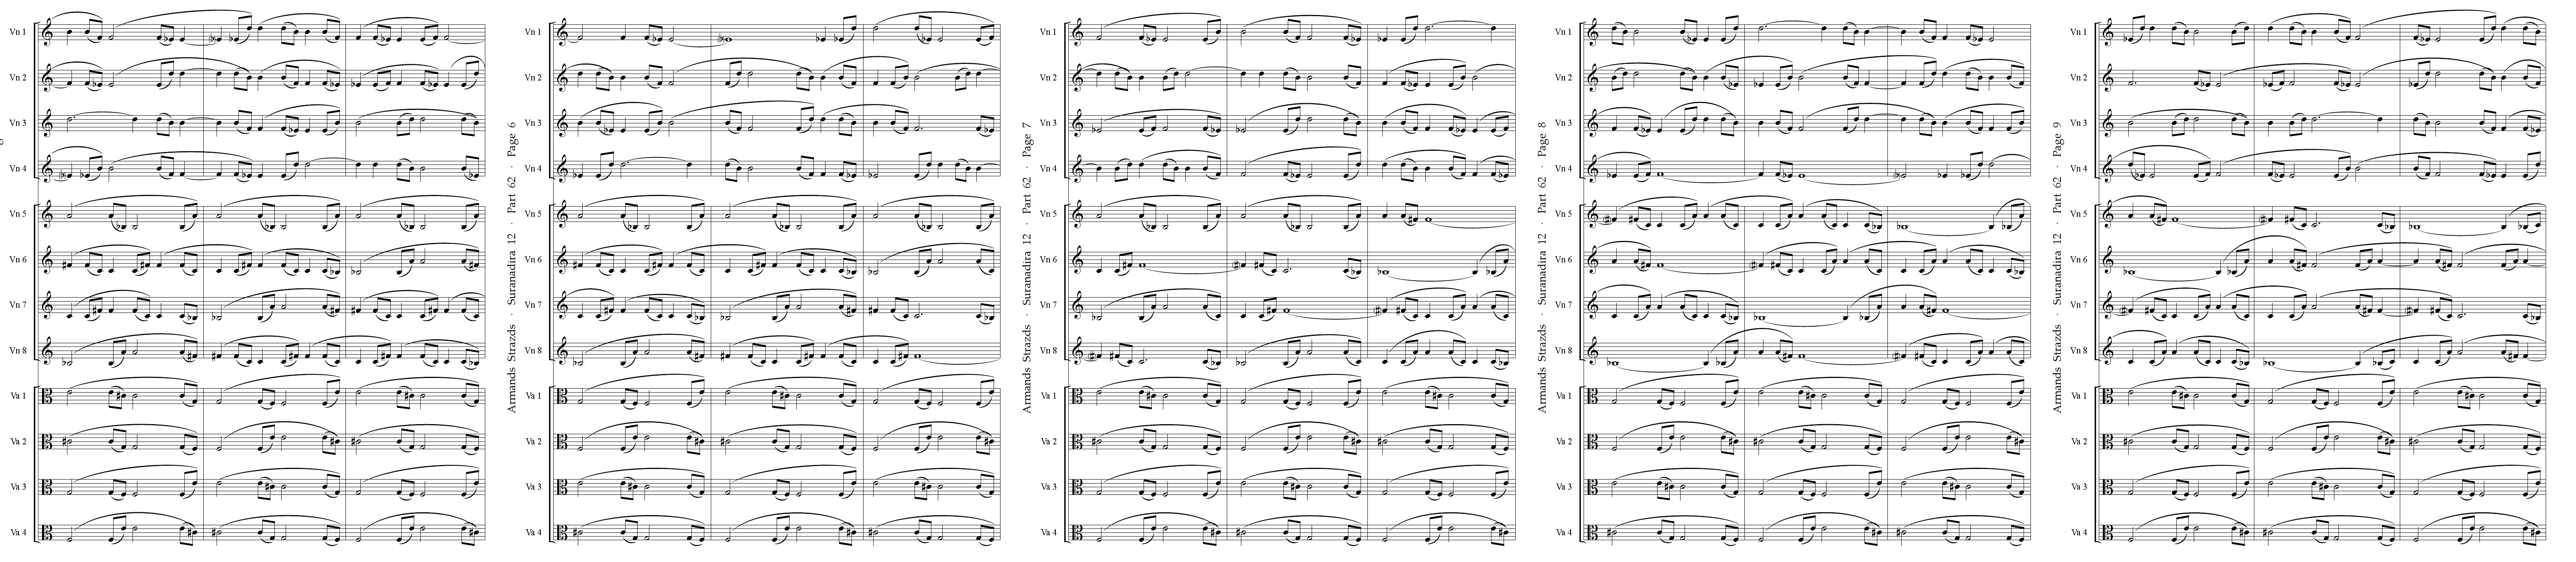 Vn 1
Vn 2
Vn 3
Vn 4
Vn 5
Vn 6
Vn 7
Vn 8
Va 1
Va 2
Va 3
Va 4
Armands Strazds · Suranadira 12 · Part 62 · Page 6
Vn 1
Vn 2
Vn 3
Vn 4
Vn 5
Vn 6
Vn 7
Vn 8
Va 1
Va 2
Va 3
Va 4
Armands Strazds · Suranadira 12 · Part 62 · Page 7
Vn 1
Vn 2
Vn 3
Vn 4
Vn 5
Vn 6
Vn 7
Vn 8
Va 1
Va 2
Va 3
Va 4
Armands Strazds · Suranadira 12 · Part 62 · Page 8
Vn 1
Vn 2
Vn 3
Vn 4
Vn 5
Vn 6
Vn 7
Vn 8
Va 1
Va 2
Va 3
Va 4
Armands Strazds · Suranadira 12 · Part 62 · Page 9
Vn 1
Vn 2
Vn 3
Vn 4
Vn 5
Vn 6
Vn 7
Vn 8
Va 1
Va 2
Va 3
Va 4